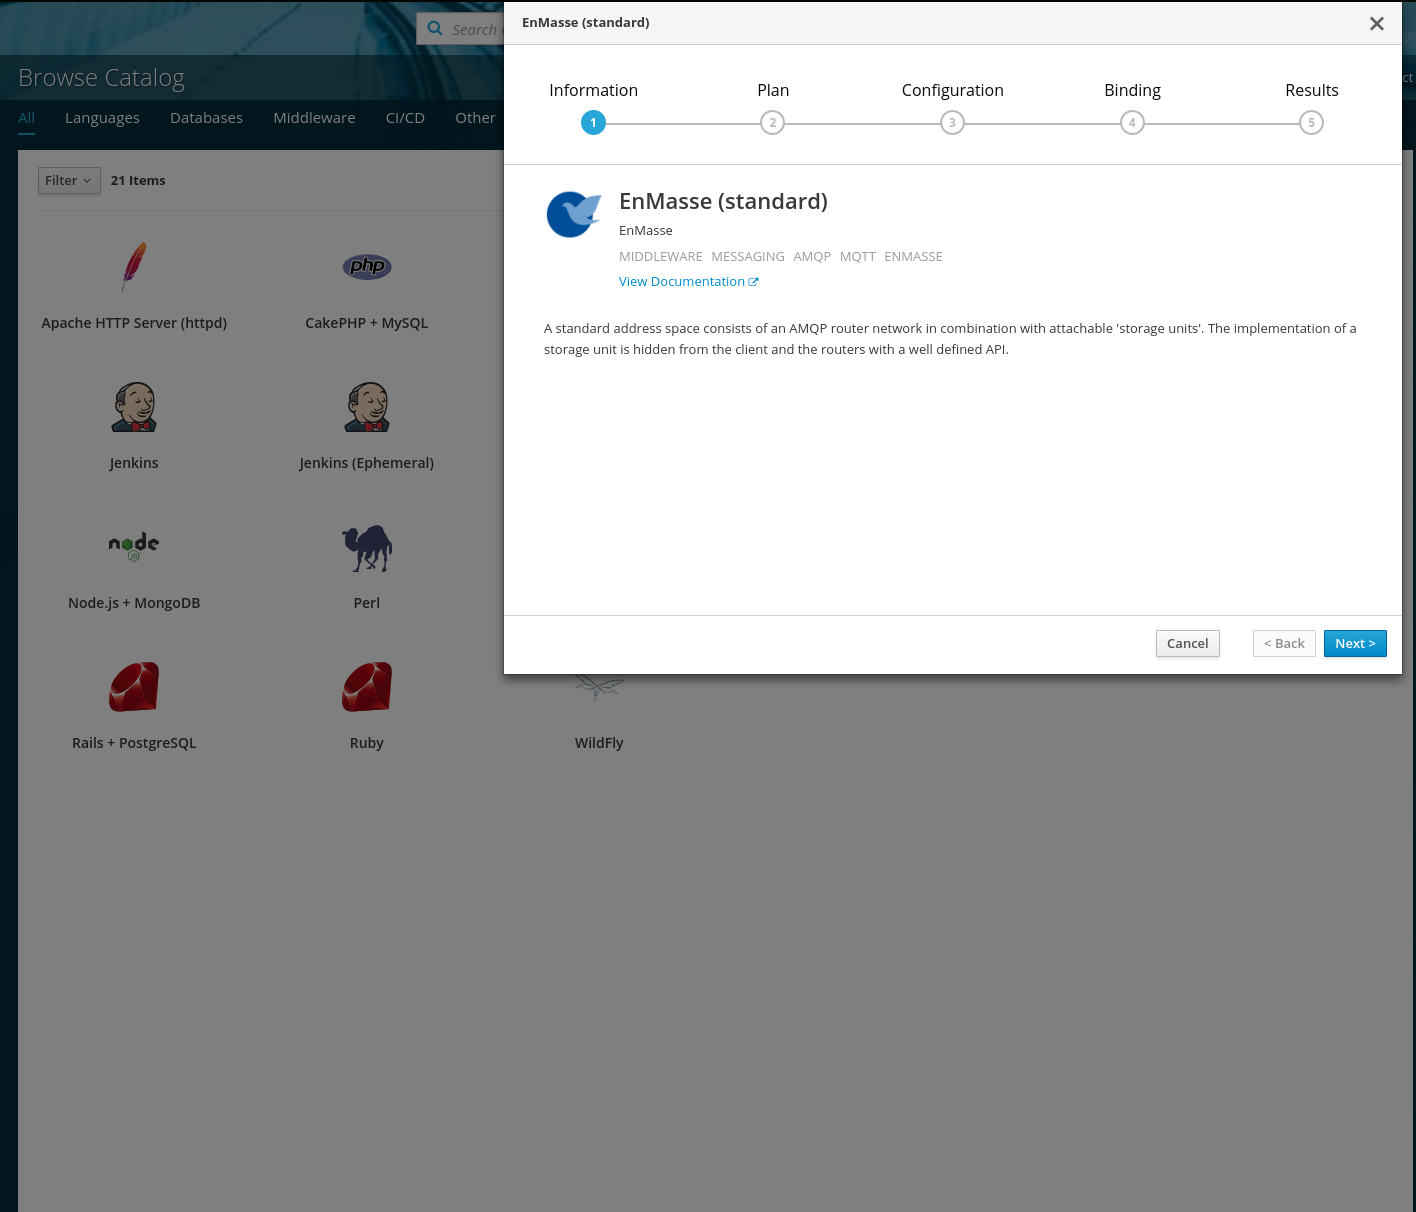 EnMasse (standard)
Search
Browse Catalog
ct
All Languages Databases Middleware CI/CD Other
Information Plan Configuration Binding Results
1 2 3 4 5
Filter 21 Items
EnMasse (standard)
EnMasse
MIDDLEWARE MESSAGING AMQP MQTT ENMASSE
View Documentation
A standard address space consists of an AMQP router network in combination with attachable 'storage units'. The implementation of a
storage unit is hidden from the client and the routers with a well defined API.
php
Apache HTTP Server (httpd) CakePHP + MySQL
Jenkins Jenkins (Ephemeral)
node
JS
Node.js + MongoDB Perl
Cancel < Back Next >
Rails + PostgreSQL Ruby WildFly